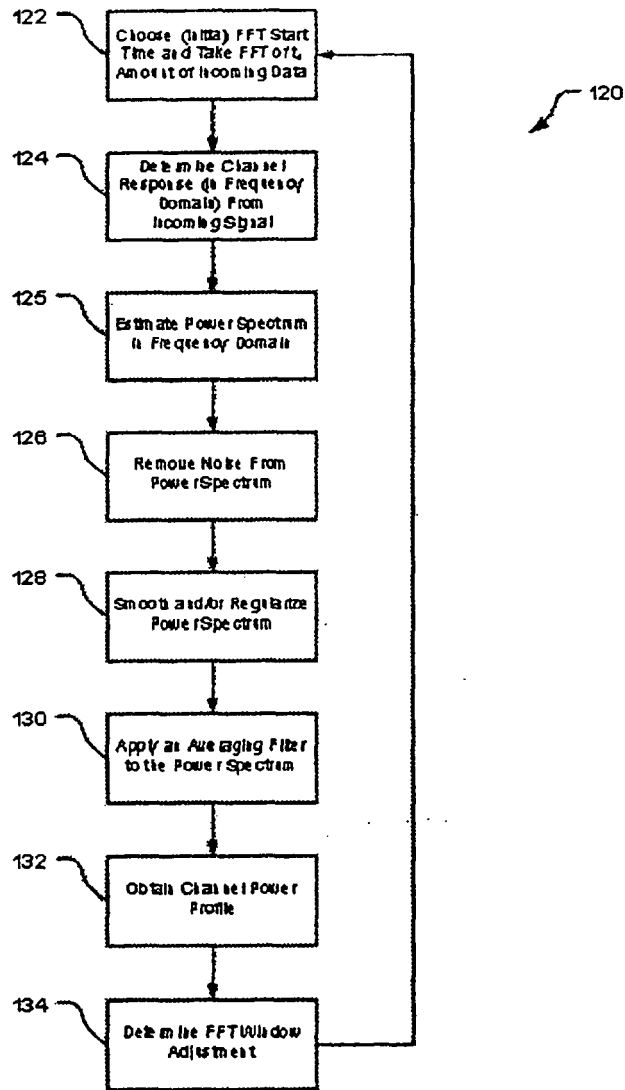 122
Choose (Initial) FFT Start
Time and Take FFT of t,
Amount of Incoming Data
120
124
Determine Channel
Response (In Frequency
Domain) From
Incoming Signal
125
Estimate Power Spectrum
in Frequency Domain
126
Remove Noise From
Power Spectrum
128
Smooth and/or Regularize
Power Spectrum
130
Apply an Averaging Filter
to the Power Spectrum
132
Obtain Channel Power
Profile
134
Determine FFT Window
Adjustment